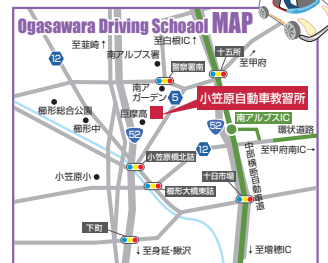 Ogasawara Driving Schoaol MAP
至韮崎↑
至白根IC↑
十五所
南アルプス署
至甲府
12
警察署南
南ア
ガーデン
5
櫛形総合公園
小笠原自動車教習所
櫛形中
巨摩高
南アルプスIC
52
52
環状道路
小笠原橋北詰
12
至甲府南IC→
小笠原小
櫛形大橋東詰
十日市場
中部横断自動車道
下町
↓至身延・鰍沢
↓至増穂IC